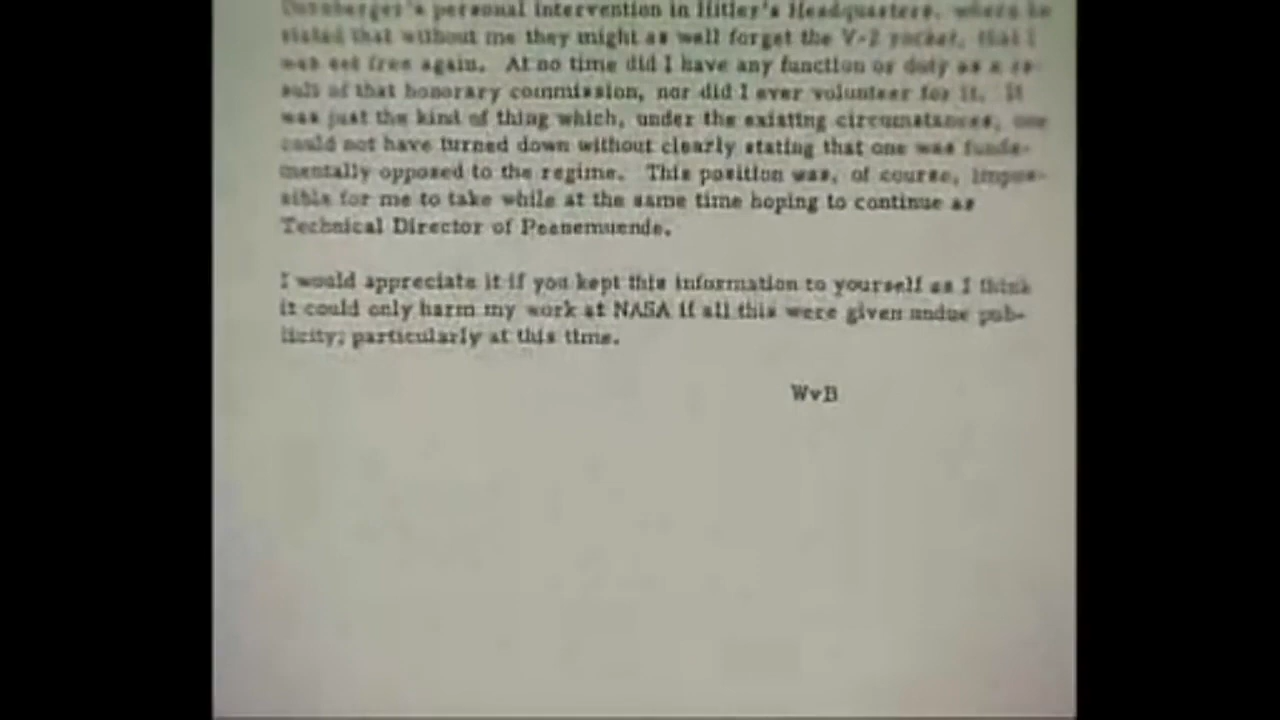 Dornberger's personal intervention in Hitler's Headquarters, where he
stated that without me they might as well forget the V-2 rocket, that I
was set free again. At no time did I have any function or duty as a re-
sult of that honorary commission, nor did I ever volunteer for it. It
was just the kind of thing which, under the existing circumstances, one
could not have turned down without clearly stating that one was funda-
mentally opposed to the regime. This position was, of course, impos-
sible for me to take while at the same time hoping to continue as
Technical Director of Peenemuende.
I would appreciate it if you kept this information to yourself as I think
it could only harm my work at NASA if all this were given undue pub-
licity, particularly at this time.
WvB